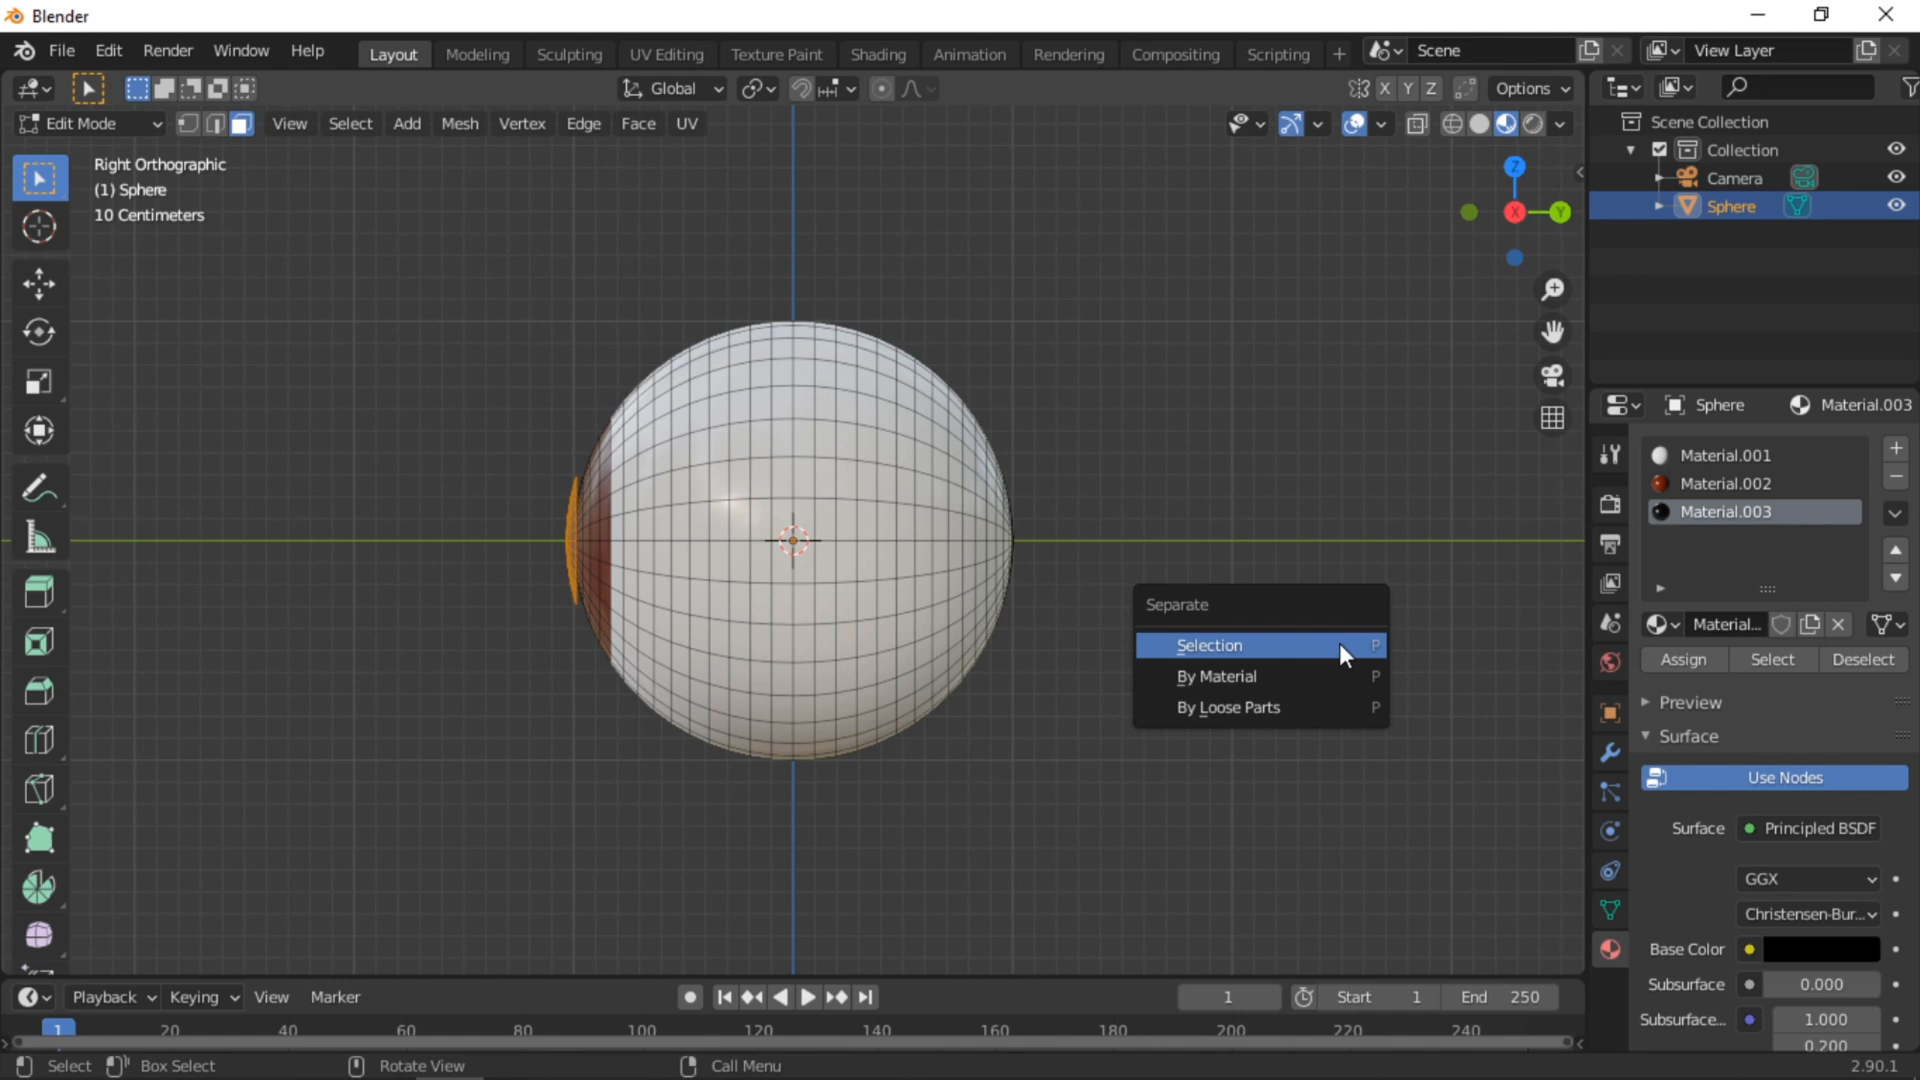 Blender
File Edit Render Window Help Layout Modeling Sculpting UV Editing Texture Paint Shading Animation Rendering Compositing Scripting + Scene View Layer
Global X Y Z Options
Edit Mode View Select Add Mesh Vertex Edge Face UV
Right Orthographic
(1) Sphere
10 Centimeters
Z
X Y
Scene Collection
Collection
Camera
Sphere
Sphere Material.003
Material.001
Material.002
Material.003
Material...
Assign Select Deselect
Preview
Surface
Use Nodes
Surface Principled BSDF
GGX
Christensen-Bur...
Base Color
Subsurface 0.000
Subsurface... 1.000
0.200
Separate
Selection P
By Material P
By Loose Parts P
Playback Keying View Marker 1 Start 1 End 250
1 20 40 60 80 100 120 140 160 180 200 220 240
Select Box Select Rotate View Call Menu 2.90.1